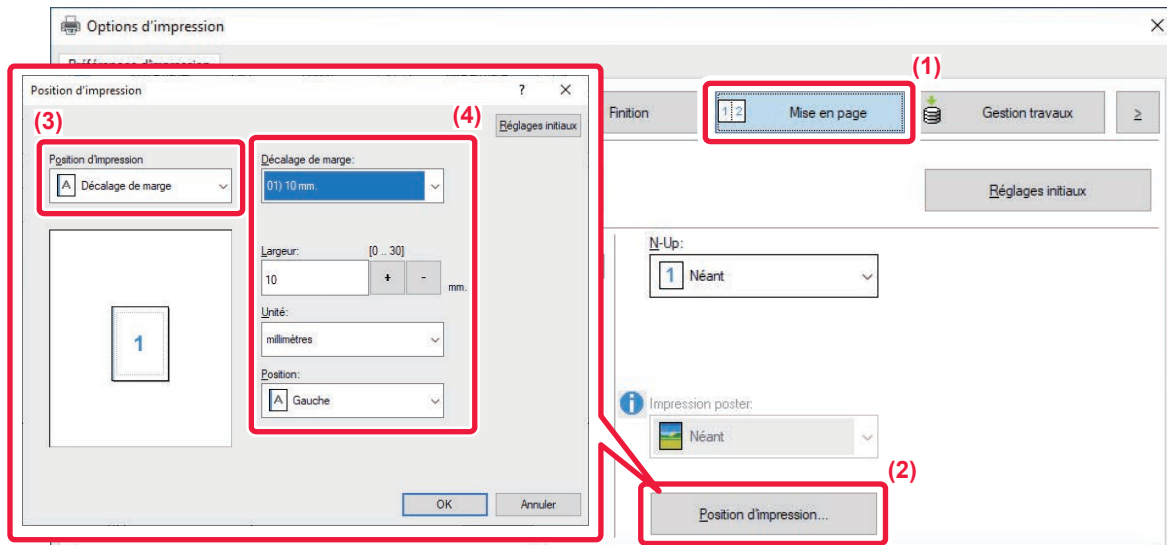 Options d'impression
Préférences d'impression
(1)
Position d'impression
? X
(3)
(4)
Réglages initiaux
Position d'impression
A Décalage de marge
Décalage de marge:
01) 10 mm.
Largeur: [0 .. 30]
10 + - mm.
Unité:
millimètres
Position:
A Gauche
1
OK Annuler
Finition
1 2 Mise en page
Gestion travaux
≥
Réglages initiaux
N-Up:
1 Néant
i Impression poster:
Néant
(2)
Position d'impression...